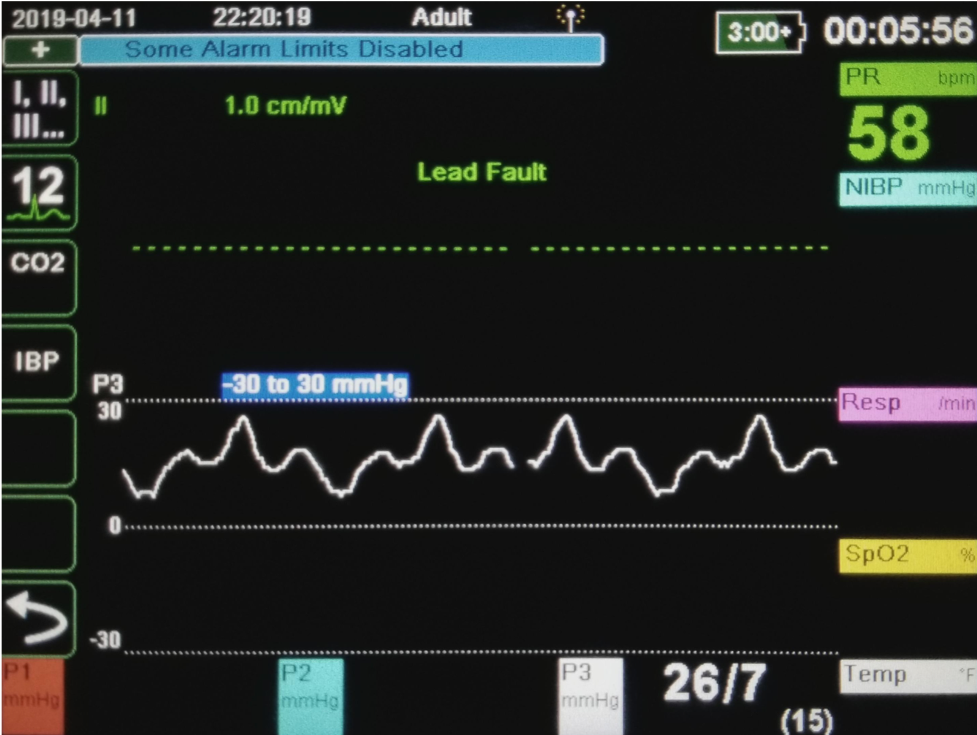 2019-04-11 22:20:19 Adult 3:00+ 00:05:56
+ Some Alarm Limits Disabled
PR bpm
58
I, II,
III...
II 1.0 cm/mV
Lead Fault
12
NIBP mmHg
CO2
IBP
P3 -30 to 30 mmHg
30
Resp /min
0
SpO2 %
-30
P1
mmHg
P2
mmHg
P3
mmHg
26/7
(15)
Temp °F